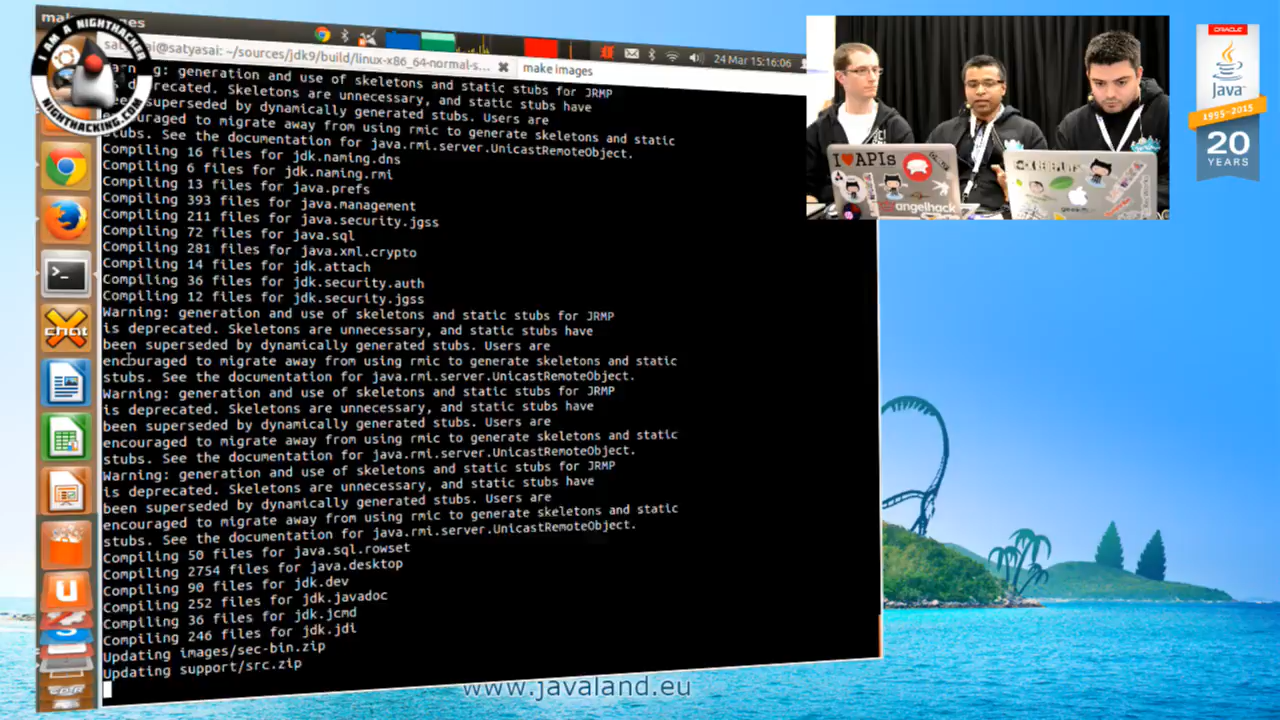 make images
I AM A NIGHTHACKER
NIGHTHACKING.COM
satyasai@satyasai: ~/sources/jdk9/build/linux-x86_64-normal-s...
make images
24 Mar 15:16:06
Warning: generation and use of skeletons and static stubs for JRMP
is deprecated. Skeletons are unnecessary, and static stubs have
been superseded by dynamically generated stubs. Users are
encouraged to migrate away from using rmic to generate skeletons and static
stubs. See the documentation for java.rmi.server.UnicastRemoteObject.
Compiling 16 files for jdk.naming.dns
Compiling 6 files for jdk.naming.rmi
Compiling 13 files for java.prefs
Compiling 393 files for java.management
Compiling 211 files for java.security.jgss
Compiling 72 files for java.sql
Compiling 281 files for java.xml.crypto
Compiling 14 files for jdk.attach
Compiling 36 files for jdk.security.auth
Compiling 12 files for jdk.security.jgss
Warning: generation and use of skeletons and static stubs for JRMP
is deprecated. Skeletons are unnecessary, and static stubs have
been superseded by dynamically generated stubs. Users are
encouraged to migrate away from using rmic to generate skeletons and static
stubs. See the documentation for java.rmi.server.UnicastRemoteObject.
Warning: generation and use of skeletons and static stubs for JRMP
is deprecated. Skeletons are unnecessary, and static stubs have
been superseded by dynamically generated stubs. Users are
encouraged to migrate away from using rmic to generate skeletons and static
stubs. See the documentation for java.rmi.server.UnicastRemoteObject.
Warning: generation and use of skeletons and static stubs for JRMP
is deprecated. Skeletons are unnecessary, and static stubs have
been superseded by dynamically generated stubs. Users are
encouraged to migrate away from using rmic to generate skeletons and static
stubs. See the documentation for java.rmi.server.UnicastRemoteObject.
Compiling 50 files for java.sql.rowset
Compiling 2754 files for java.desktop
Compiling 90 files for jdk.dev
Compiling 252 files for jdk.javadoc
Compiling 36 files for jdk.jcmd
Compiling 246 files for jdk.jdi
Updating images/sec-bin.zip
Updating support/src.zip
chat
I ♥ APIs
angelhack
ORACLE
Java
1995-2015
20
YEARS
www.javaland.eu